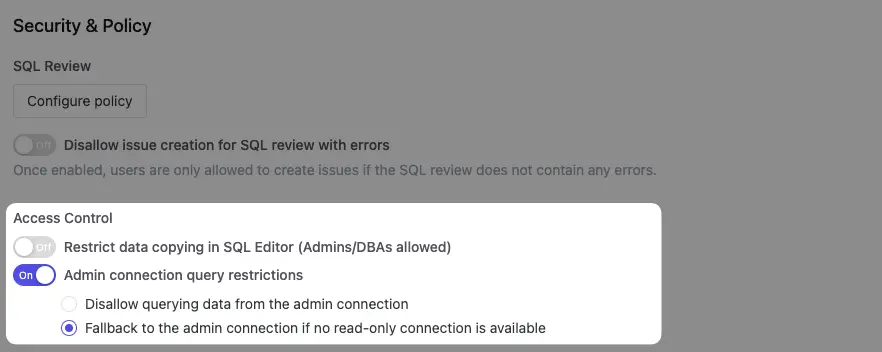 Security & Policy
SQL Review
Configure policy
Off Disallow issue creation for SQL review with errors
Once enabled, users are only allowed to create issues if the SQL review does not contain any errors.
Access Control
Off Restrict data copying in SQL Editor (Admins/DBAs allowed)
On Admin connection query restrictions
Disallow querying data from the admin connection
Fallback to the admin connection if no read-only connection is available